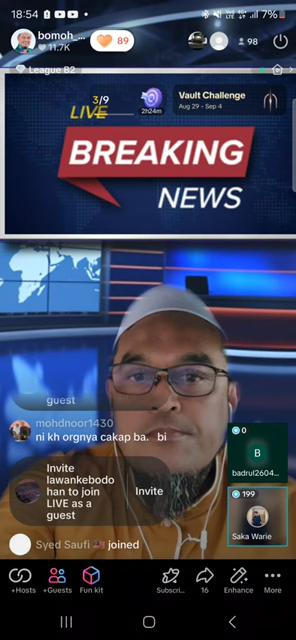 18:54
7%
bomoh_...
11.7K
89
98
League B2
LIVE
3/9
2h24m
Vault Challenge
Aug 29 - Sep 4
BREAKING
NEWS
guest
mohdnoor1430
ni kh orgnya cakap ba. bi
Invite
lawankebodo
han to join
LIVE as a
guest
Invite
Syed Saufi joined
0
B
badrul2604...
199
Saka Warie
+Hosts
+Guests
Fun kit
Subscri...
16
Enhance
More